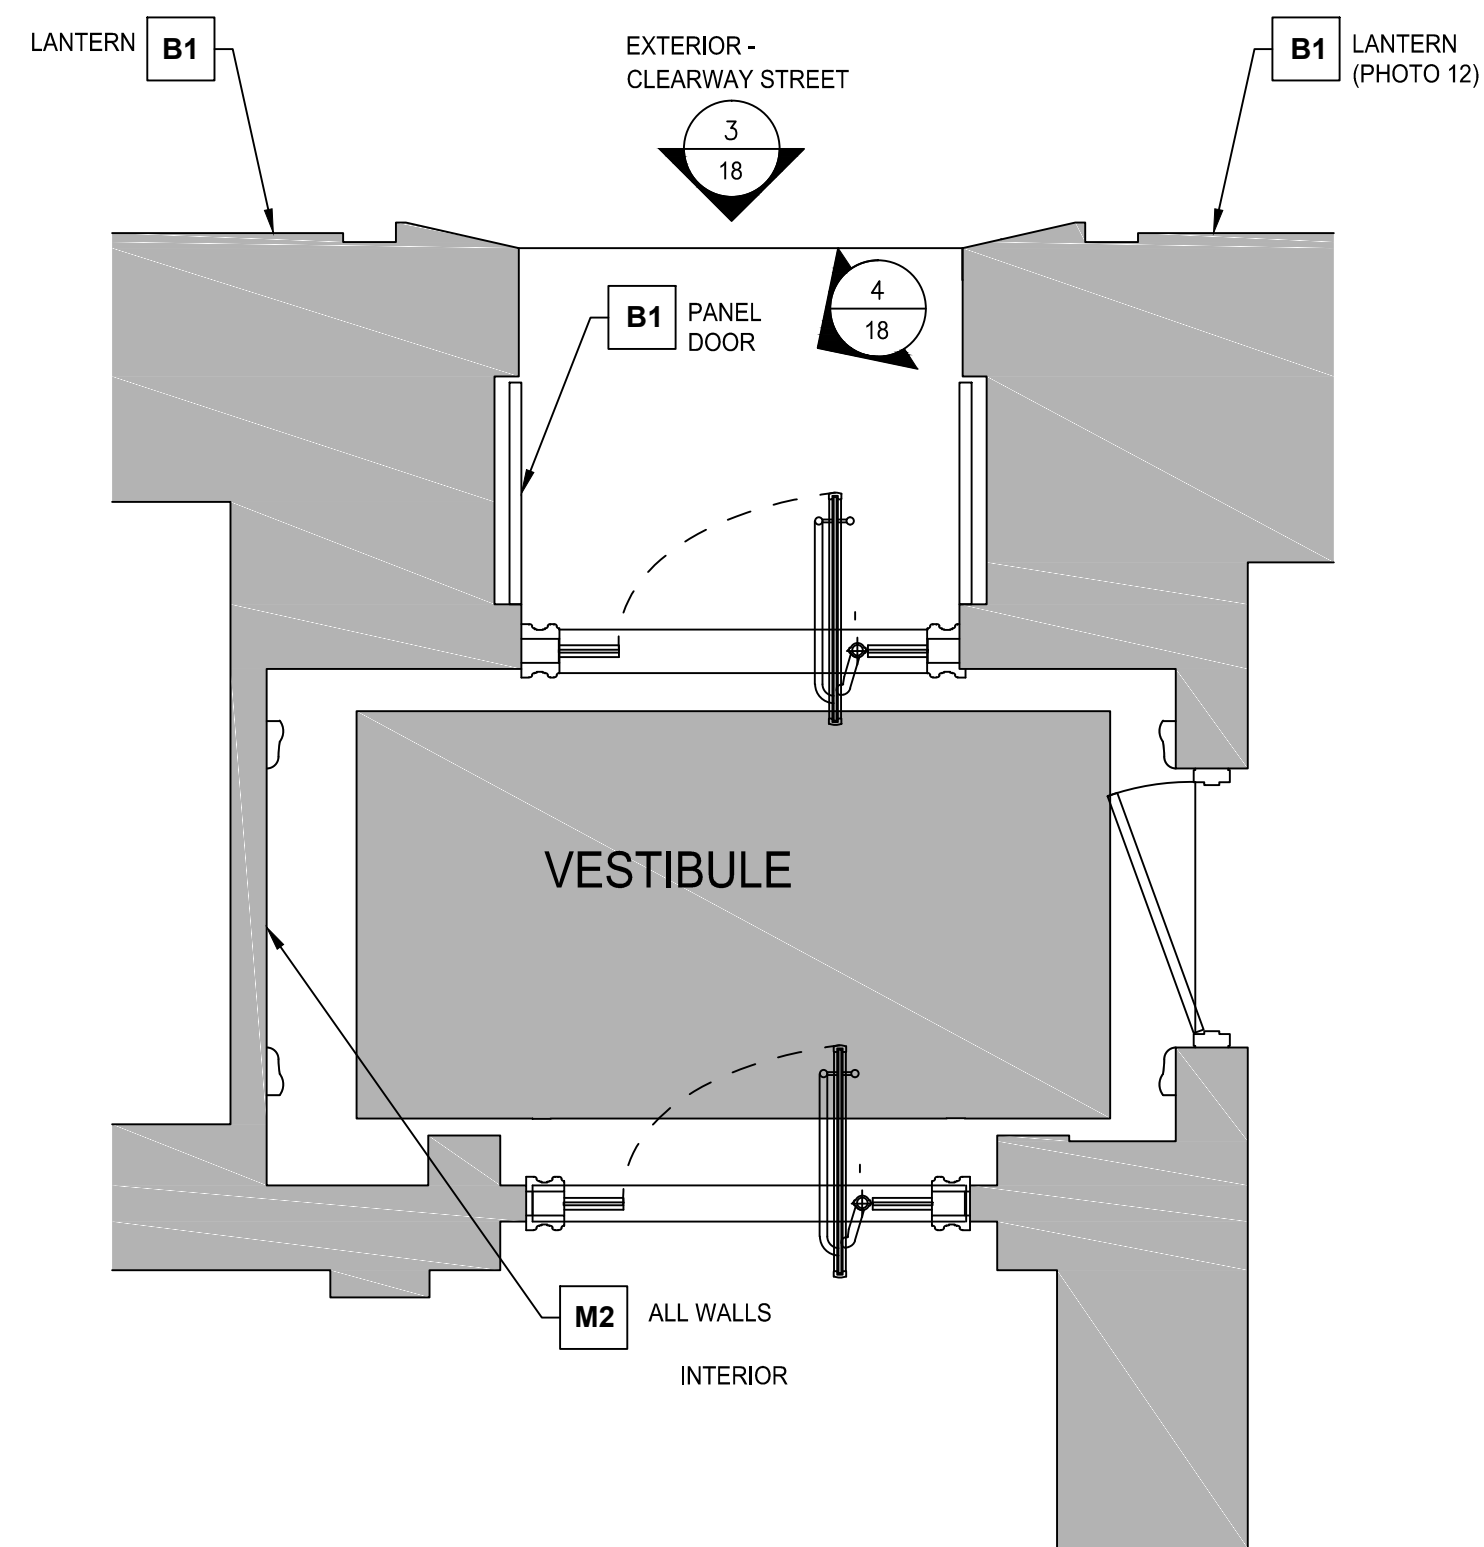 LANTERN
B1
EXTERIOR -
CLEARWAY STREET
3
18
B1
LANTERN
(PHOTO 12)
4
18
B1
PANEL
DOOR
VESTIBULE
M2
ALL WALLS
INTERIOR